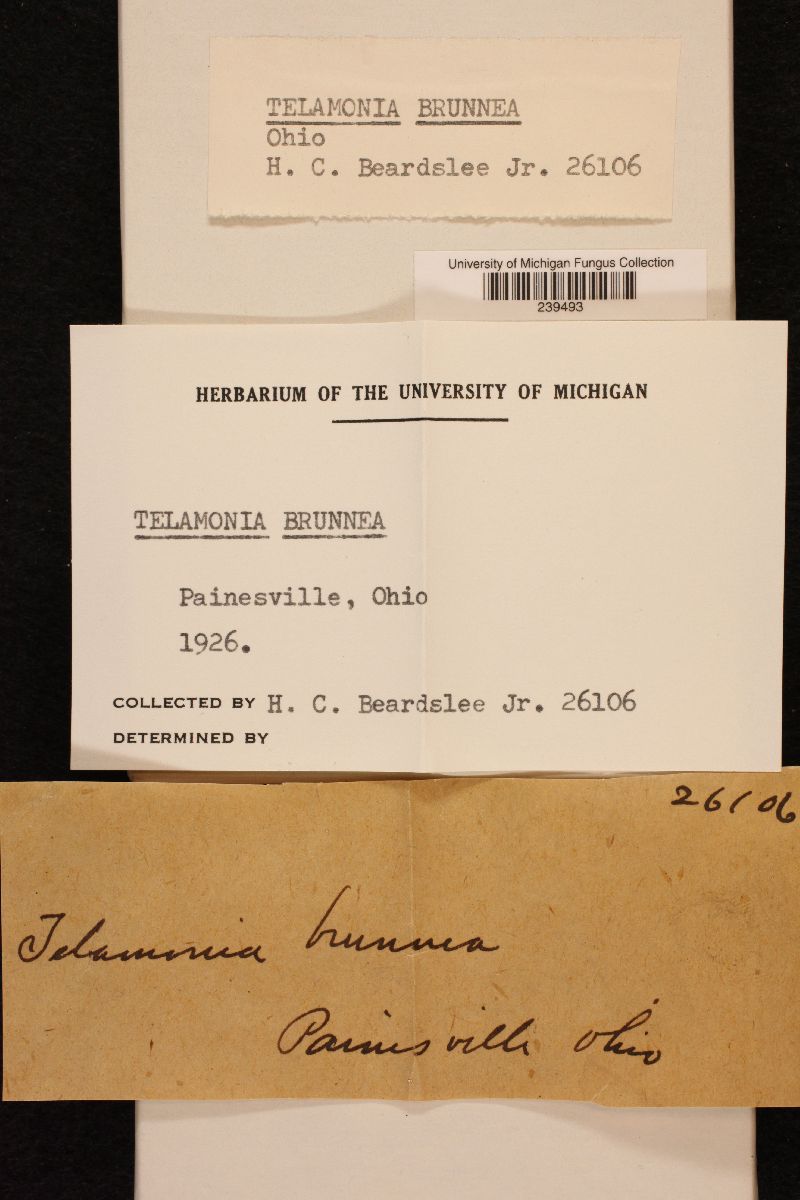 TELAMONIA BRUNNEA
Ohio
H. C. Beardslee Jr. 26106
University of Michigan Fungus Collection
239493
HERBARIUM OF THE UNIVERSITY OF MICHIGAN
TELAMONIA BRUNNEA
Painesville, Ohio
1926.
COLLECTED BY H. C. Beardslee Jr. 26106
DETERMINED BY
26106
Telamonia brunnea
Painesville Ohio